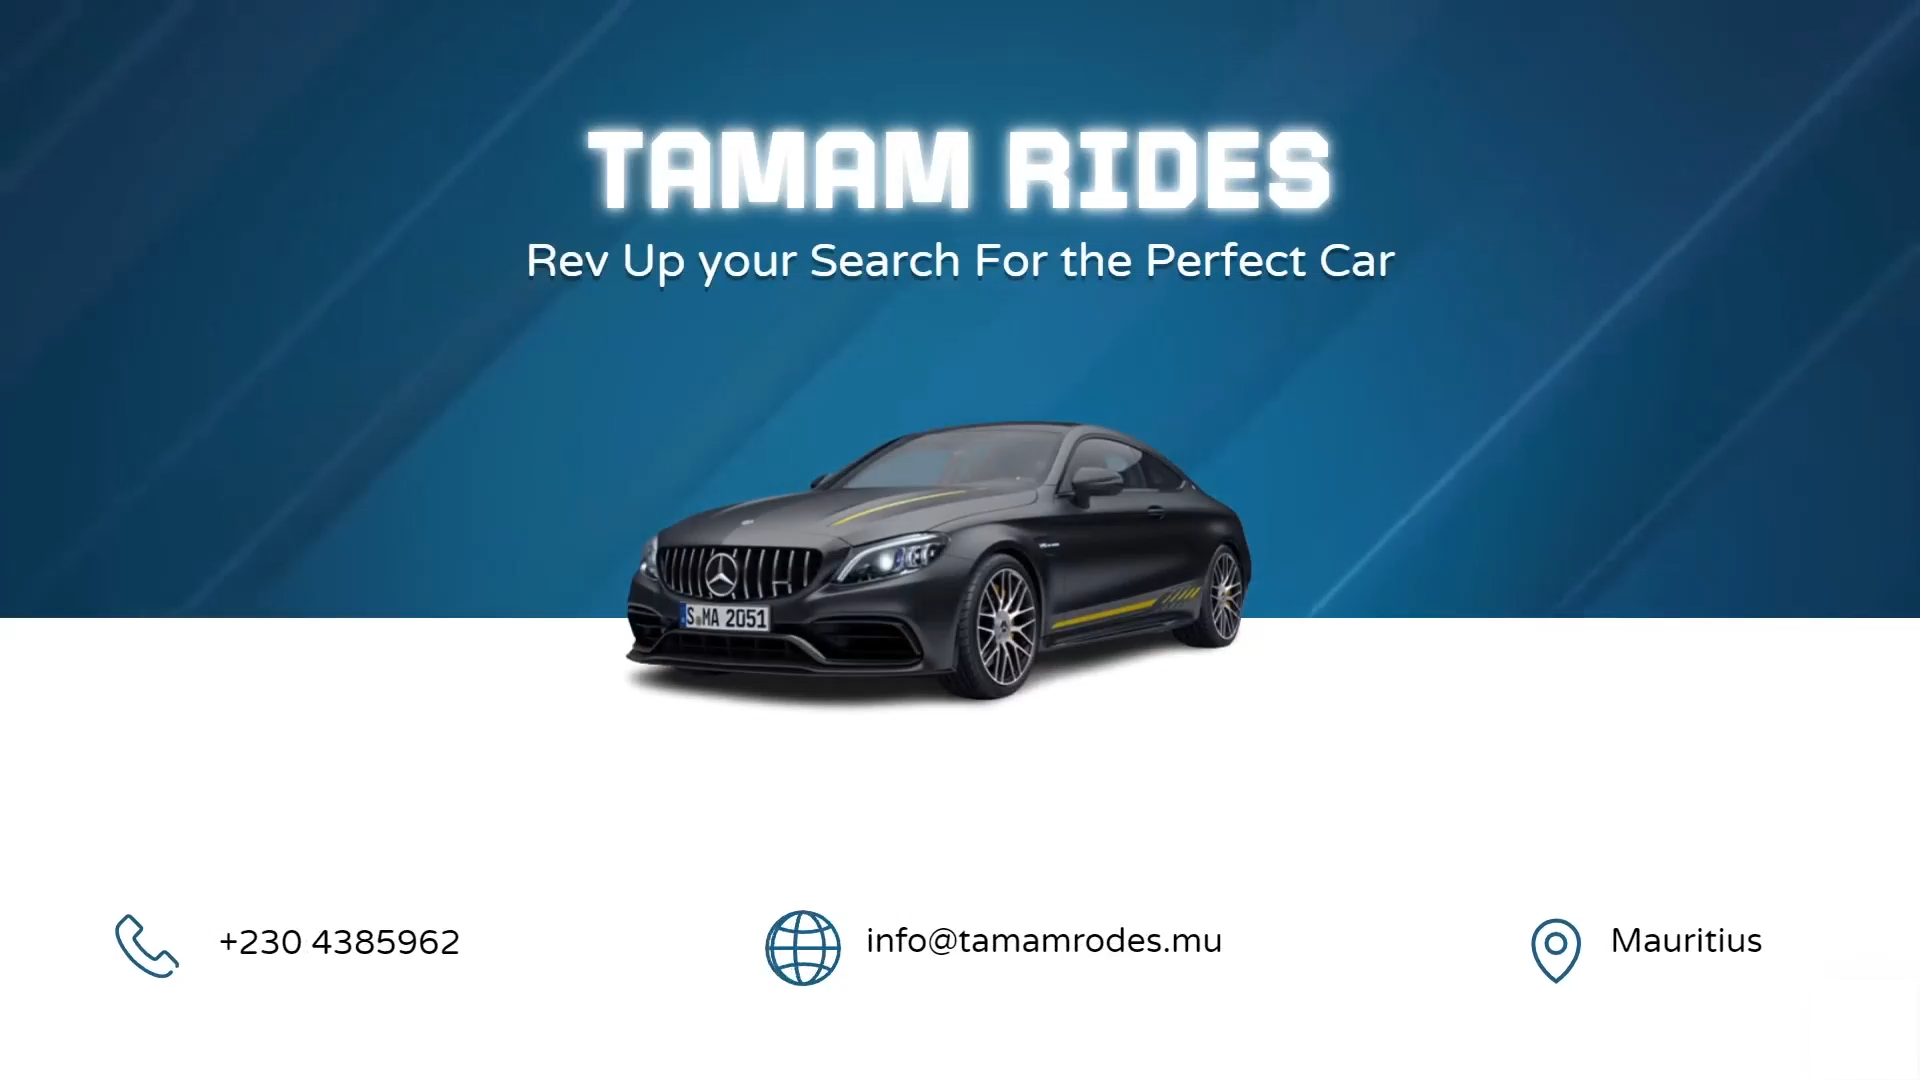 TAMAM RIDES
Rev Up your Search For the Perfect Car
S MA 2051
+230 4385962
info@tamamrodes.mu
Mauritius